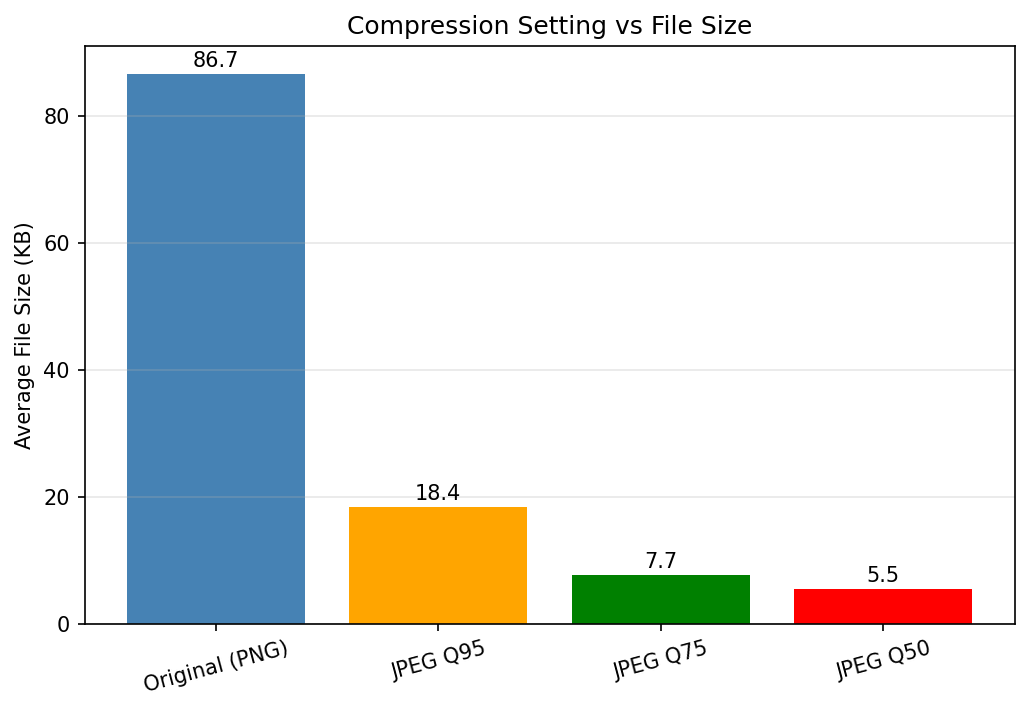 Compression Setting vs File Size
Average File Size (KB)
80
60
40
20
0
86.7
18.4
7.7
5.5
Original (PNG)
JPEG Q95
JPEG Q75
JPEG Q50